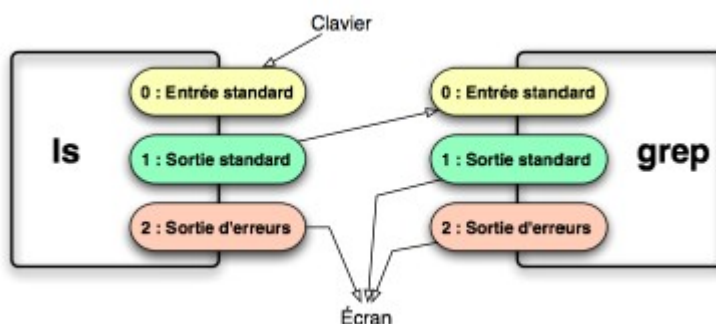 Clavier
0 : Entrée standard
0 : Entrée standard
ls
1 : Sortie standard
1 : Sortie standard
grep
2 : Sortie d'erreurs
2 : Sortie d'erreurs
Écran